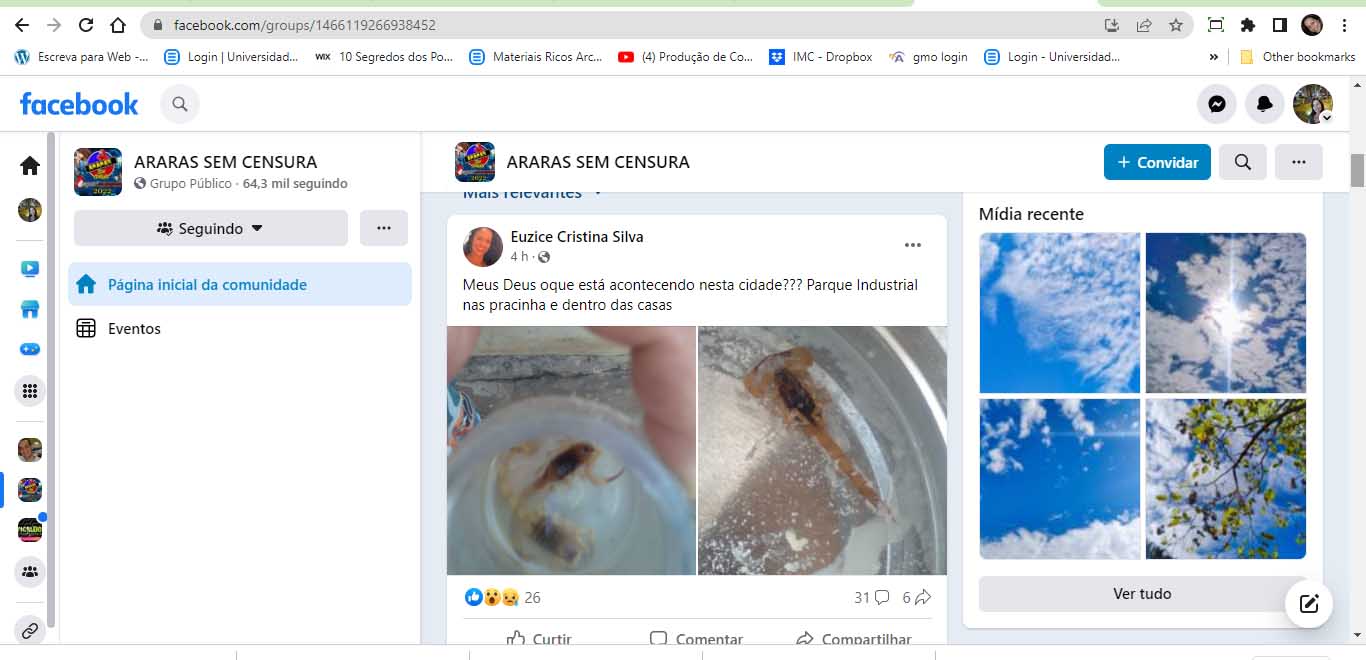 facebook.com/groups/1466119266938452
Escreva para Web -...
Login | Universidad...
WIX 10 Segredos dos Po...
Materiais Ricos Arc...
(4) Produção de Co...
IMC - Dropbox
gmo login
Login - Universidad...
»
Other bookmarks
facebook
ARARAS SEM CENSURA
Grupo Público · 64,3 mil seguindo
Seguindo
Página inicial da comunidade
Eventos
ARARAS SEM CENSURA
+ Convidar
Mais relevantes
Euzice Cristina Silva
4 h ·
Meus Deus oque está acontecendo nesta cidade??? Parque Industrial
nas pracinha e dentro das casas
26
31
6
Curtir
Comentar
Compartilhar
Mídia recente
Ver tudo